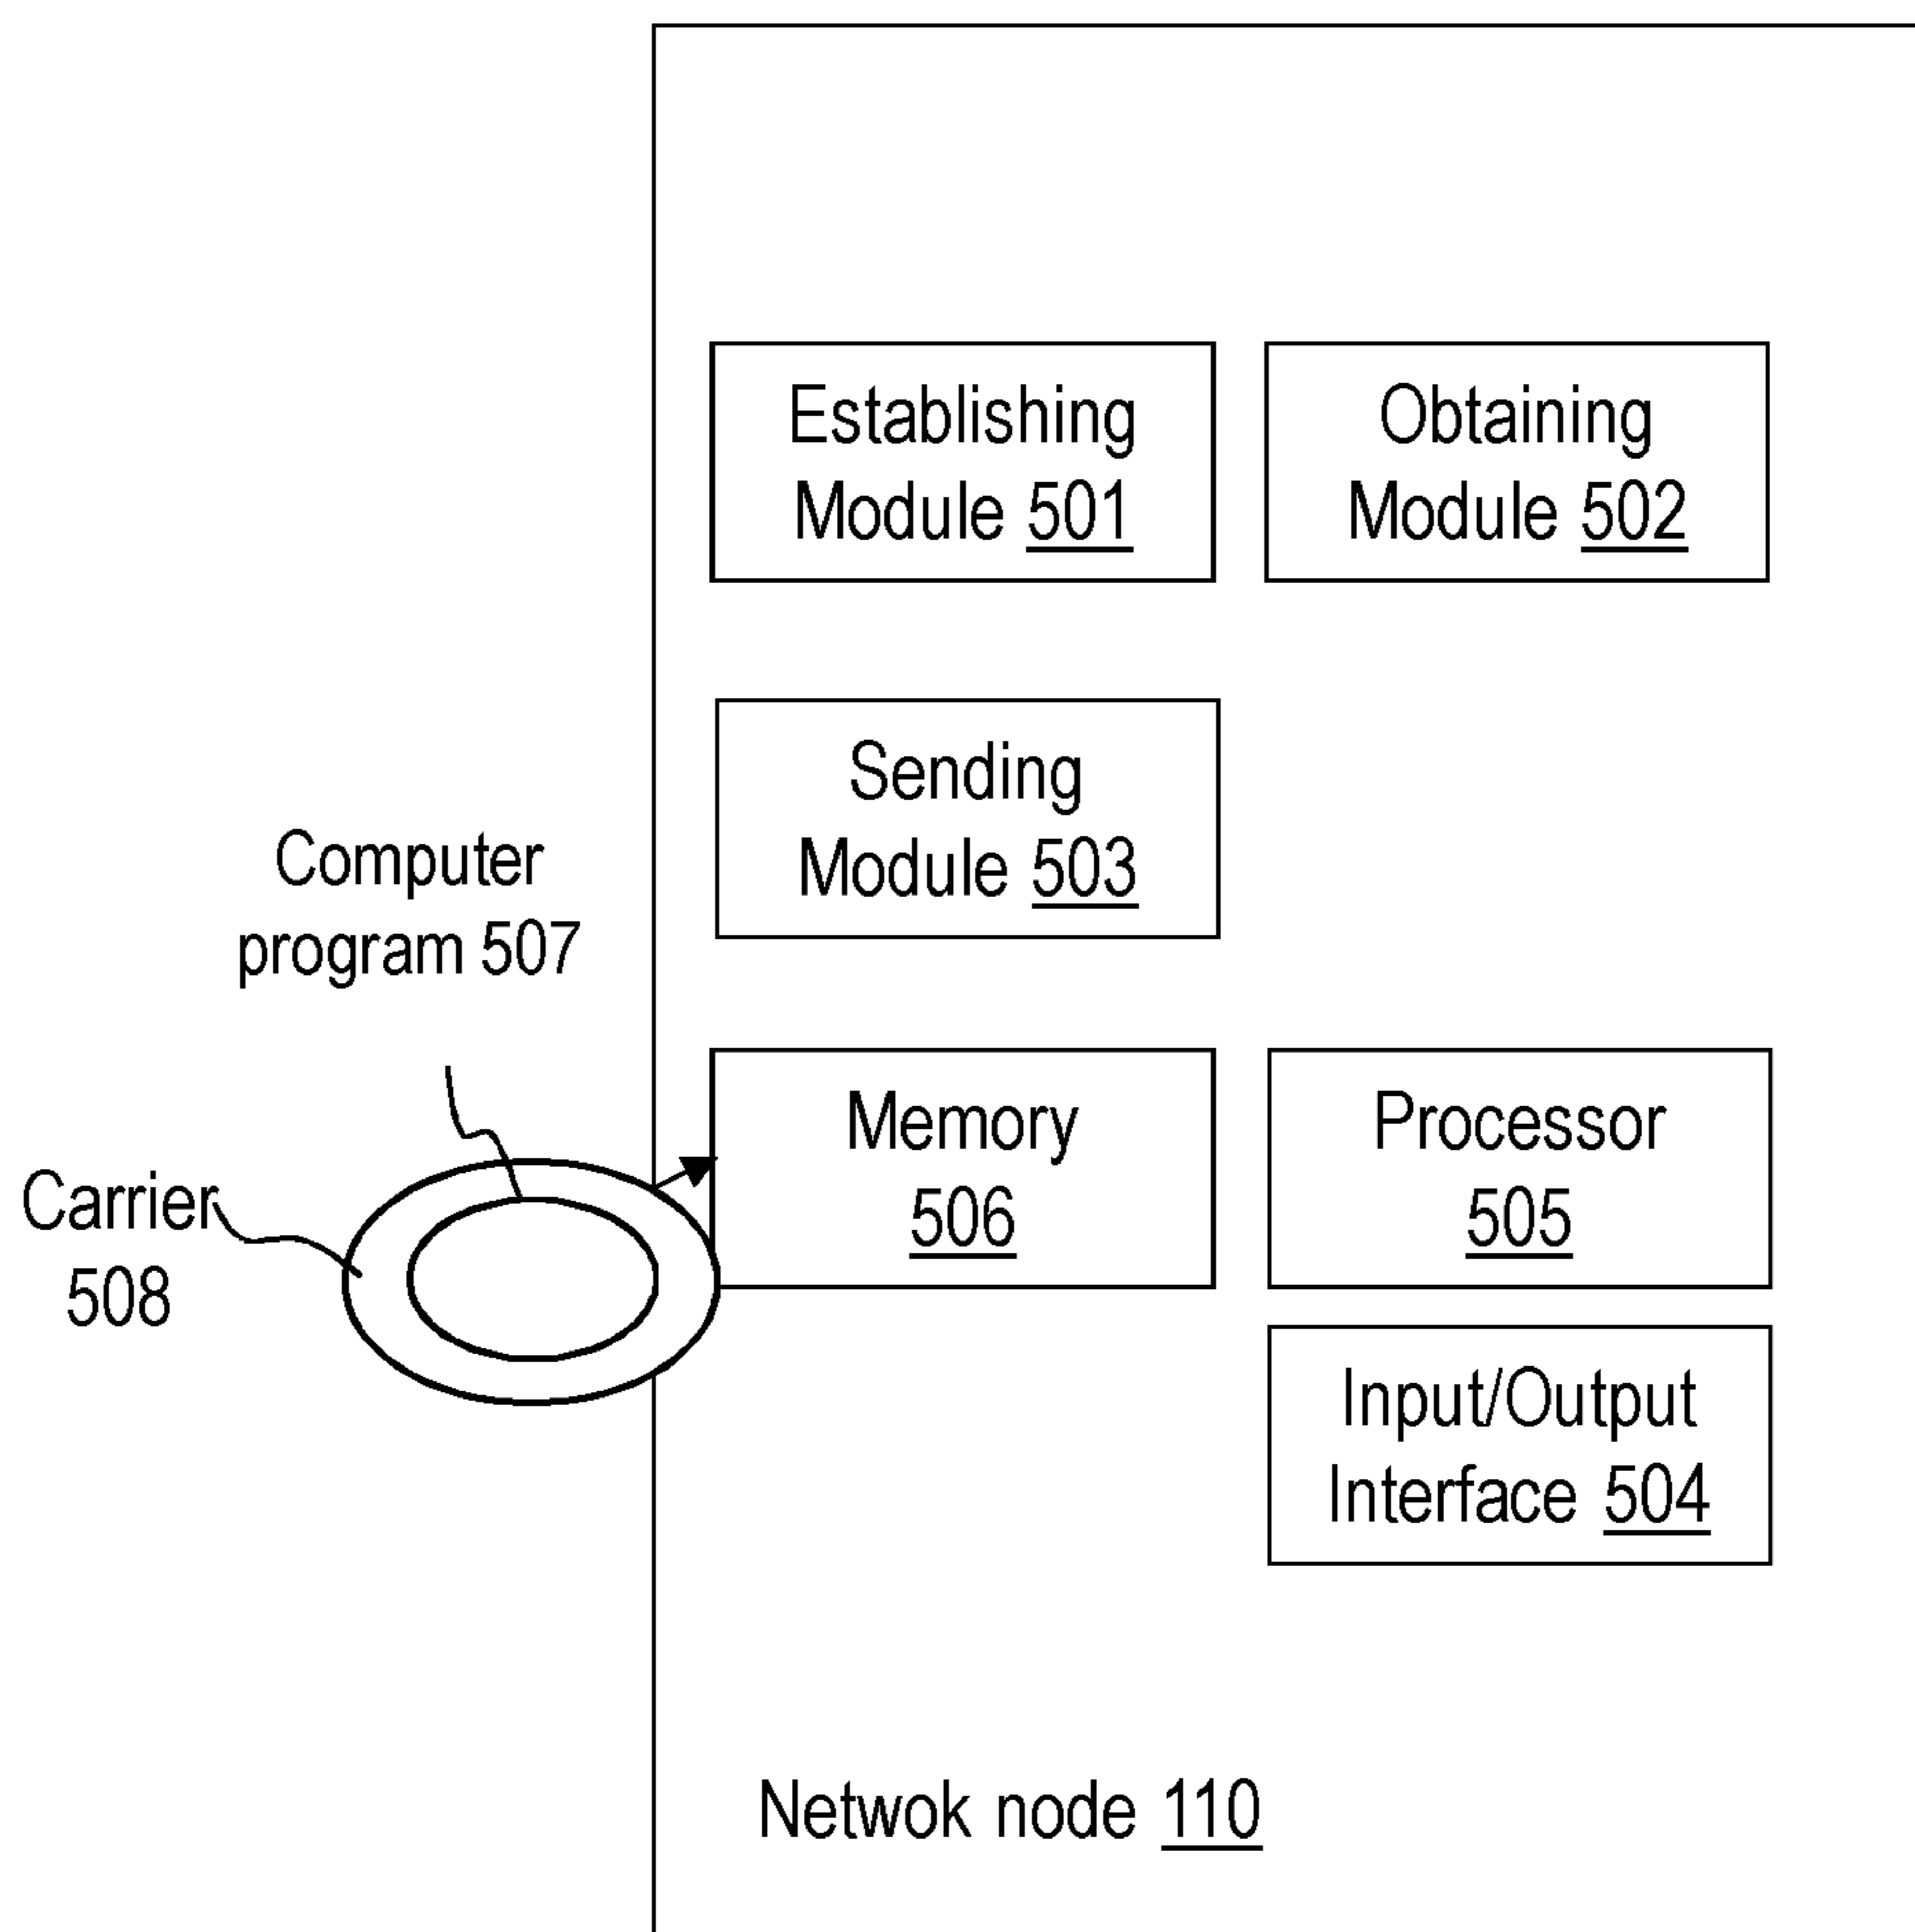 Establishing
Module 501
Obtaining
Module 502
Sending
Module 503
Computer
program 507
Memory
506
Processor
505
Carrier
508
Input/Output
Interface 504
Netwok node 110